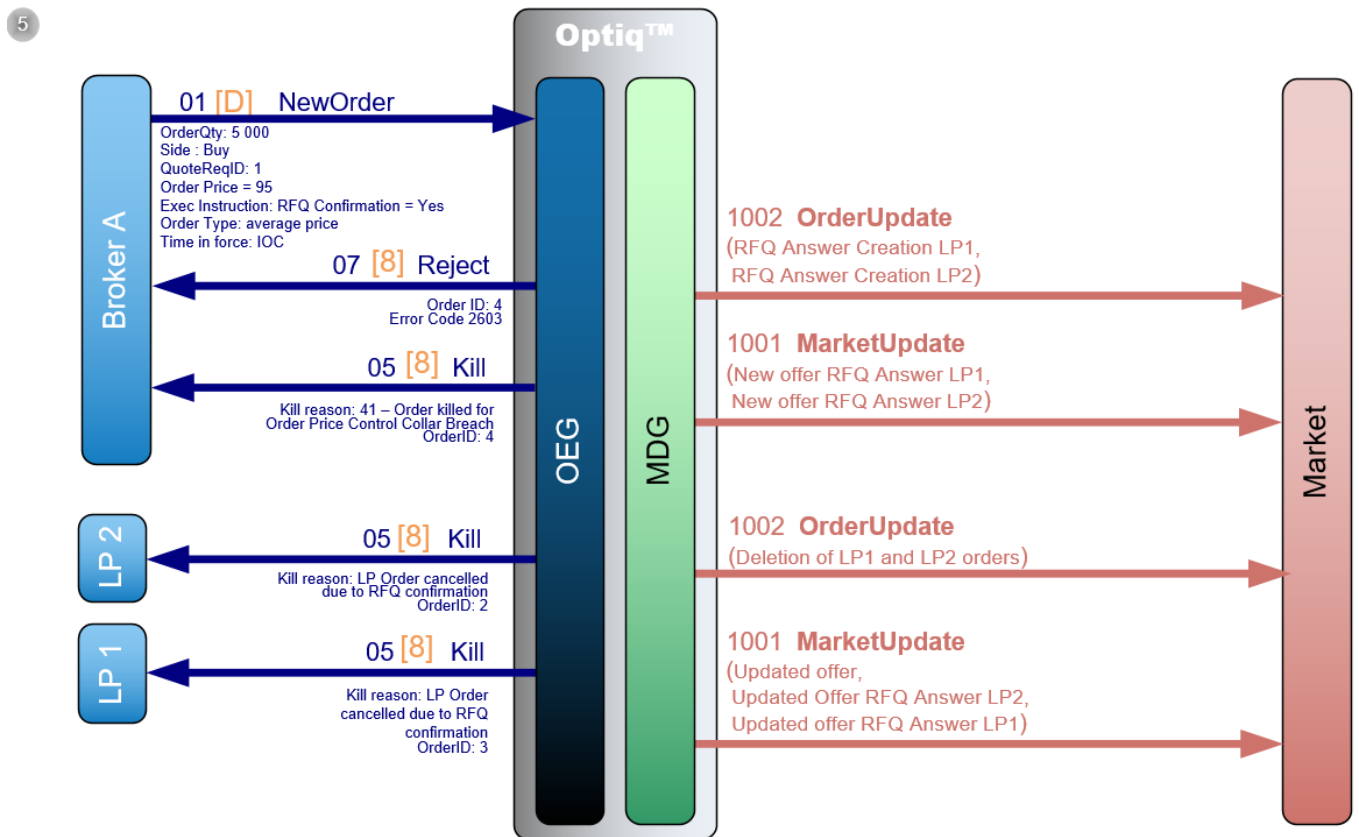 5
Optiq™
Broker A
01 [D] NewOrder
OrderQty: 5 000
Side : Buy
QuoteReqID: 1
Order Price = 95
Exec Instruction: RFQ Confirmation = Yes
Order Type: average price
Time in force: IOC
07 [8] Reject
Order ID: 4
Error Code 2603
05 [8] Kill
Kill reason: 41 – Order killed for
Order Price Control Collar Breach
OrderID: 4
LP 2
05 [8] Kill
Kill reason: LP Order cancelled
due to RFQ confirmation
OrderID: 2
LP 1
05 [8] Kill
Kill reason: LP Order
cancelled due to RFQ
confirmation
OrderID: 3
OEG
MDG
1002 OrderUpdate
(RFQ Answer Creation LP1,
RFQ Answer Creation LP2)
1001 MarketUpdate
(New offer RFQ Answer LP1,
New offer RFQ Answer LP2)
1002 OrderUpdate
(Deletion of LP1 and LP2 orders)
1001 MarketUpdate
(Updated offer,
Updated Offer RFQ Answer LP2,
Updated offer RFQ Answer LP1)
Market